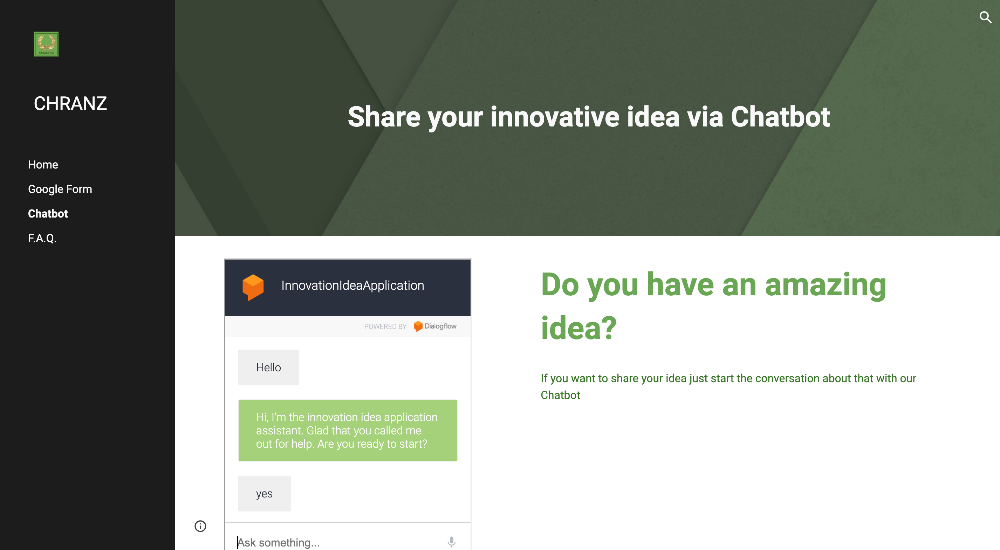 Chranz AG
CHRANZ
Home
Google Form
Chatbot
F.A.Q.
Share your innovative idea via Chatbot
InnovationIdeaApplication
POWERED BY Dialogflow
Hello
Hi, I'm the innovation idea application
assistant. Glad that you called me
out for help. Are you ready to start?
yes
Ask something...
Do you have an amazing
idea?
If you want to share your idea just start the conversation about that with our
Chatbot